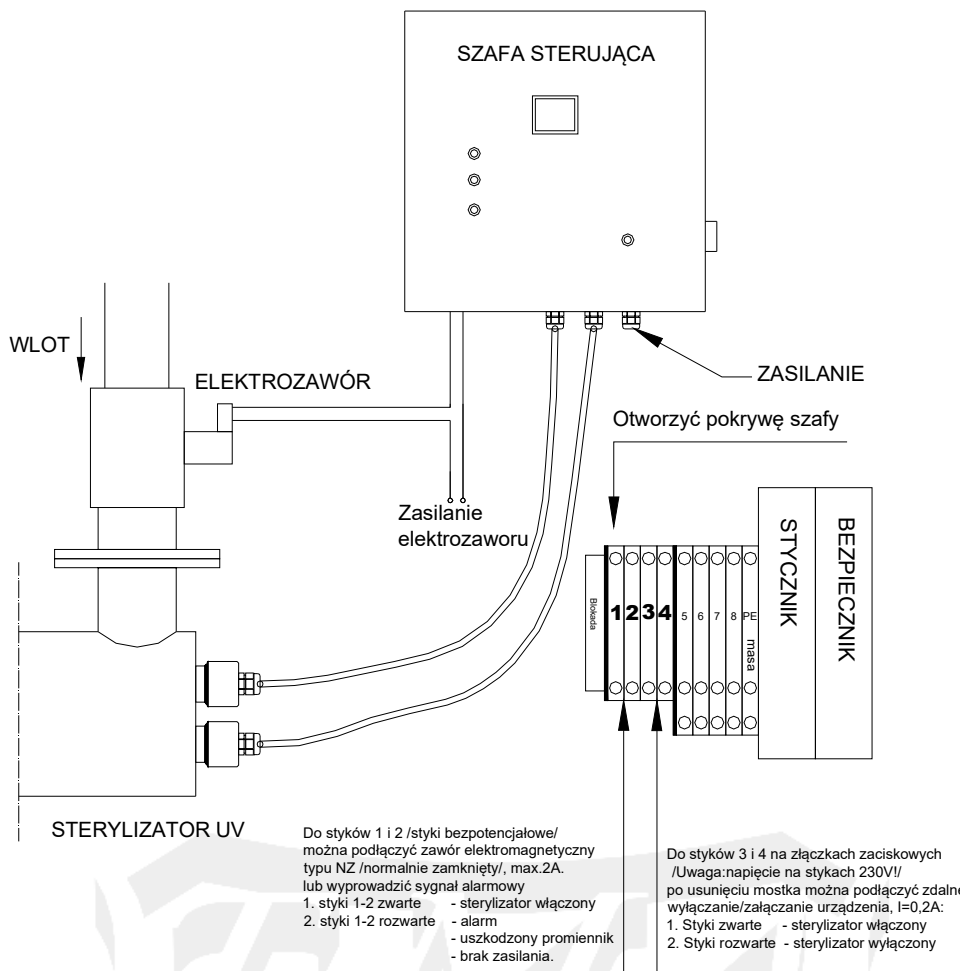 SZAFA STERUJĄCA
WLOT
ELEKTROZAWÓR
ZASILANIE
Otworzyć pokrywę szafy
Zasilanie
elektrozaworu
STYCZNIK
BEZPIECZNIK
Blokada
1 2 3 4 5 6 7 8 PE
masa
STERYLIZATOR UV
Do styków 1 i 2 /styki bezpotencjałowe/
można podłączyć zawór elektromagnetyczny
typu NZ /normalnie zamknięty/, max.2A.
lub wyprowadzić sygnał alarmowy
1. styki 1-2 zwarte - sterylizator włączony
2. styki 1-2 rozwarte - alarm
- uszkodzony promiennik
- brak zasilania.
Do styków 3 i 4 na złączkach zaciskowych
/Uwaga:napięcie na stykach 230V!/
po usunięciu mostka można podłączyć zdalne
wyłączanie/załączanie urządzenia, I=0,2A:
1. Styki zwarte - sterylizator włączony
2. Styki rozwarte - sterylizator wyłączony